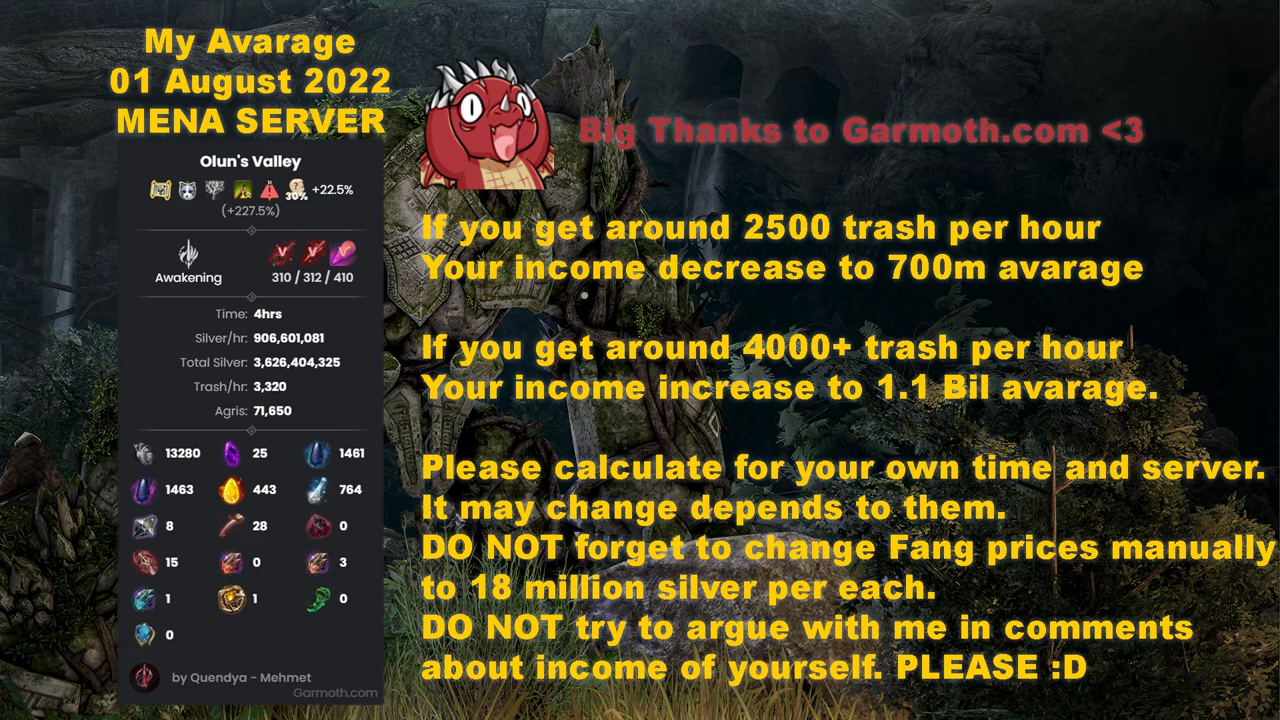 My Avarage
01 August 2022
MENA SERVER
Olun's Valley
30% +22.5%
(+227.5%)
Awakening
V V V
310 / 312 / 410
Time: 4hrs
Silver/hr: 906,601,081
Total Silver: 3,626,404,325
Trash/hr: 3,320
Agris: 71,650
13280 25 1461
1463 443 764
8 28 0
15 0 3
1 1 0
0
by Quendya - Mehmet
Garmoth.com
Big Thanks to Garmoth.com <3
If you get around 2500 trash per hour
Your income decrease to 700m avarage
If you get around 4000+ trash per hour
Your income increase to 1.1 Bil avarage.
Please calculate for your own time and server.
It may change depends to them.
DO NOT forget to change Fang prices manually
to 18 million silver per each.
DO NOT try to argue with me in comments
about income of yourself. PLEASE :D